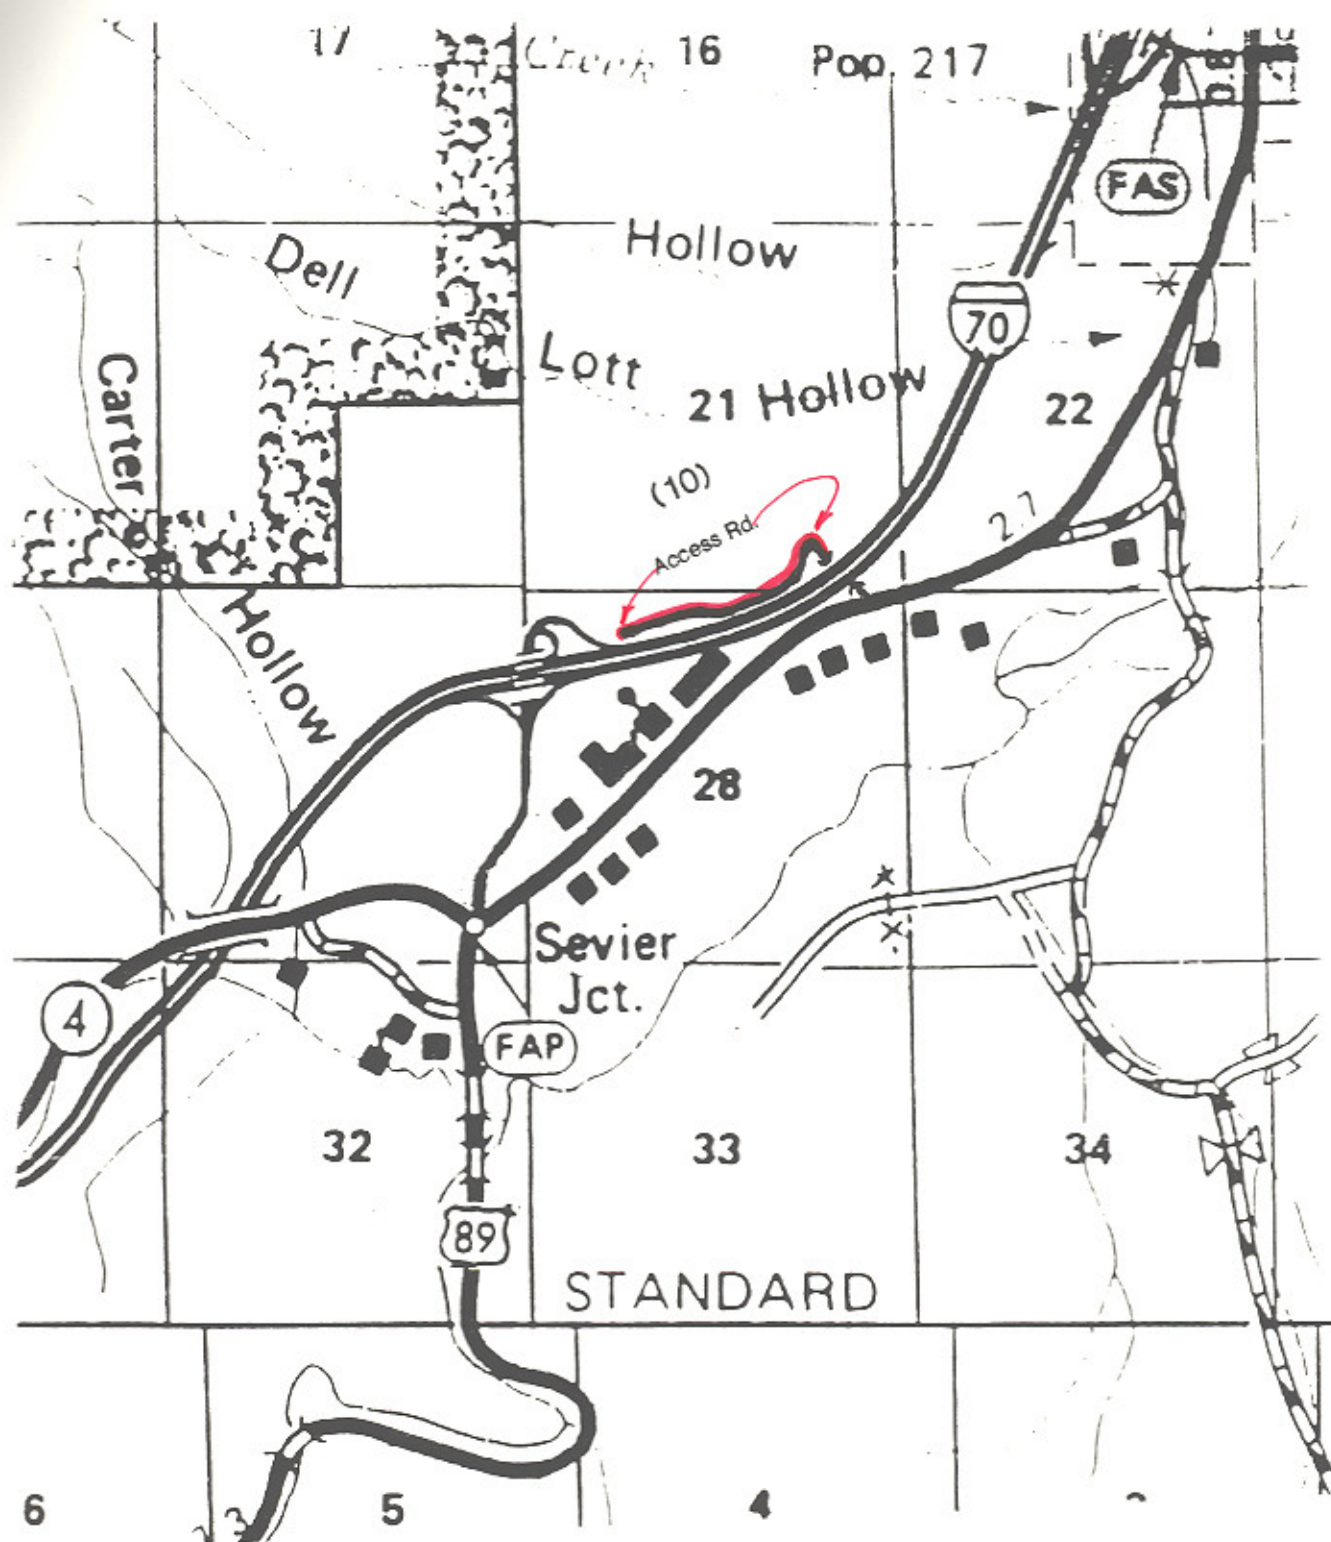 17
Creek
16
Pop. 217
FAS
Dell
Hollow
70
Lott
21 Hollow
22
Carter
(10)
2.7
Access Rd.
Hollow
28
Sevier
Jct.
4
FAP
32
33
34
89
STANDARD
6
5
4